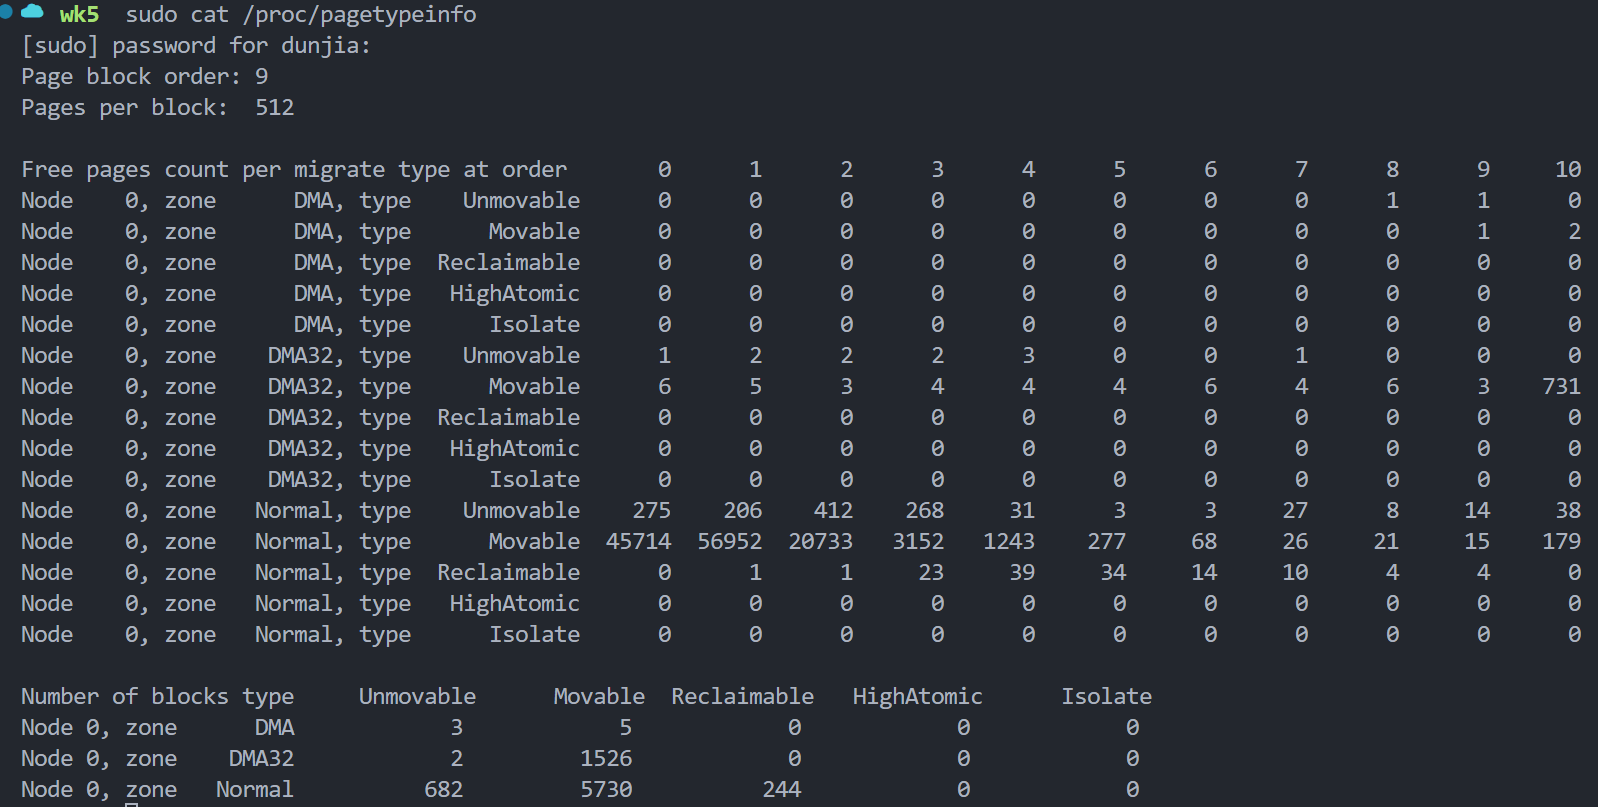 wk5 sudo cat /proc/pagetypeinfo
[sudo] password for dunjia:
Page block order: 9
Pages per block:  512
Free pages count per migrate type at order 0 1 2 3 4 5 6 7 8 9 10
Node 0, zone DMA, type Unmovable 0 0 0 0 0 0 0 0 1 1 0
Node 0, zone DMA, type Movable 0 0 0 0 0 0 0 0 0 1 2
Node 0, zone DMA, type Reclaimable 0 0 0 0 0 0 0 0 0 0 0
Node 0, zone DMA, type HighAtomic 0 0 0 0 0 0 0 0 0 0 0
Node 0, zone DMA, type Isolate 0 0 0 0 0 0 0 0 0 0 0
Node 0, zone DMA32, type Unmovable 1 2 2 2 3 0 0 1 0 0 0
Node 0, zone DMA32, type Movable 6 5 3 4 4 4 6 4 6 3 731
Node 0, zone DMA32, type Reclaimable 0 0 0 0 0 0 0 0 0 0 0
Node 0, zone DMA32, type HighAtomic 0 0 0 0 0 0 0 0 0 0 0
Node 0, zone DMA32, type Isolate 0 0 0 0 0 0 0 0 0 0 0
Node 0, zone Normal, type Unmovable 275 206 412 268 31 3 3 27 8 14 38
Node 0, zone Normal, type Movable 45714 56952 20733 3152 1243 277 68 26 21 15 179
Node 0, zone Normal, type Reclaimable 0 1 1 23 39 34 14 10 4 4 0
Node 0, zone Normal, type HighAtomic 0 0 0 0 0 0 0 0 0 0 0
Node 0, zone Normal, type Isolate 0 0 0 0 0 0 0 0 0 0 0
Number of blocks type Unmovable Movable Reclaimable HighAtomic Isolate
Node 0, zone DMA 3 5 0 0 0
Node 0, zone DMA32 2 1526 0 0 0
Node 0, zone Normal 682 5730 244 0 0